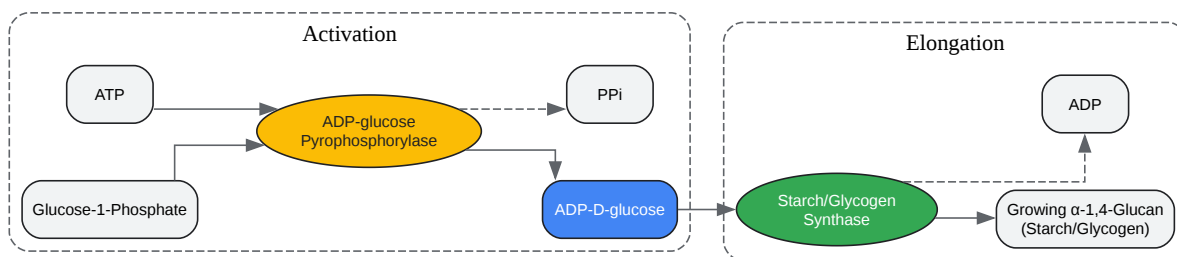 Activation
Elongation
ATP
ADP-glucose
Pyrophosphorylase
PPi
ADP
Glucose-1-Phosphate
ADP-D-glucose
Starch/Glycogen
Synthase
Growing α-1,4-Glucan
(Starch/Glycogen)